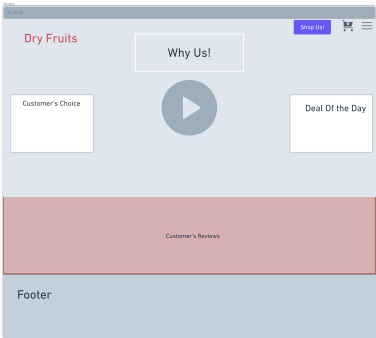 Dry Fruits
Shop Us!
Why Us!
Customer's Choice
Deal Of the Day
Customer's Reviews
Footer